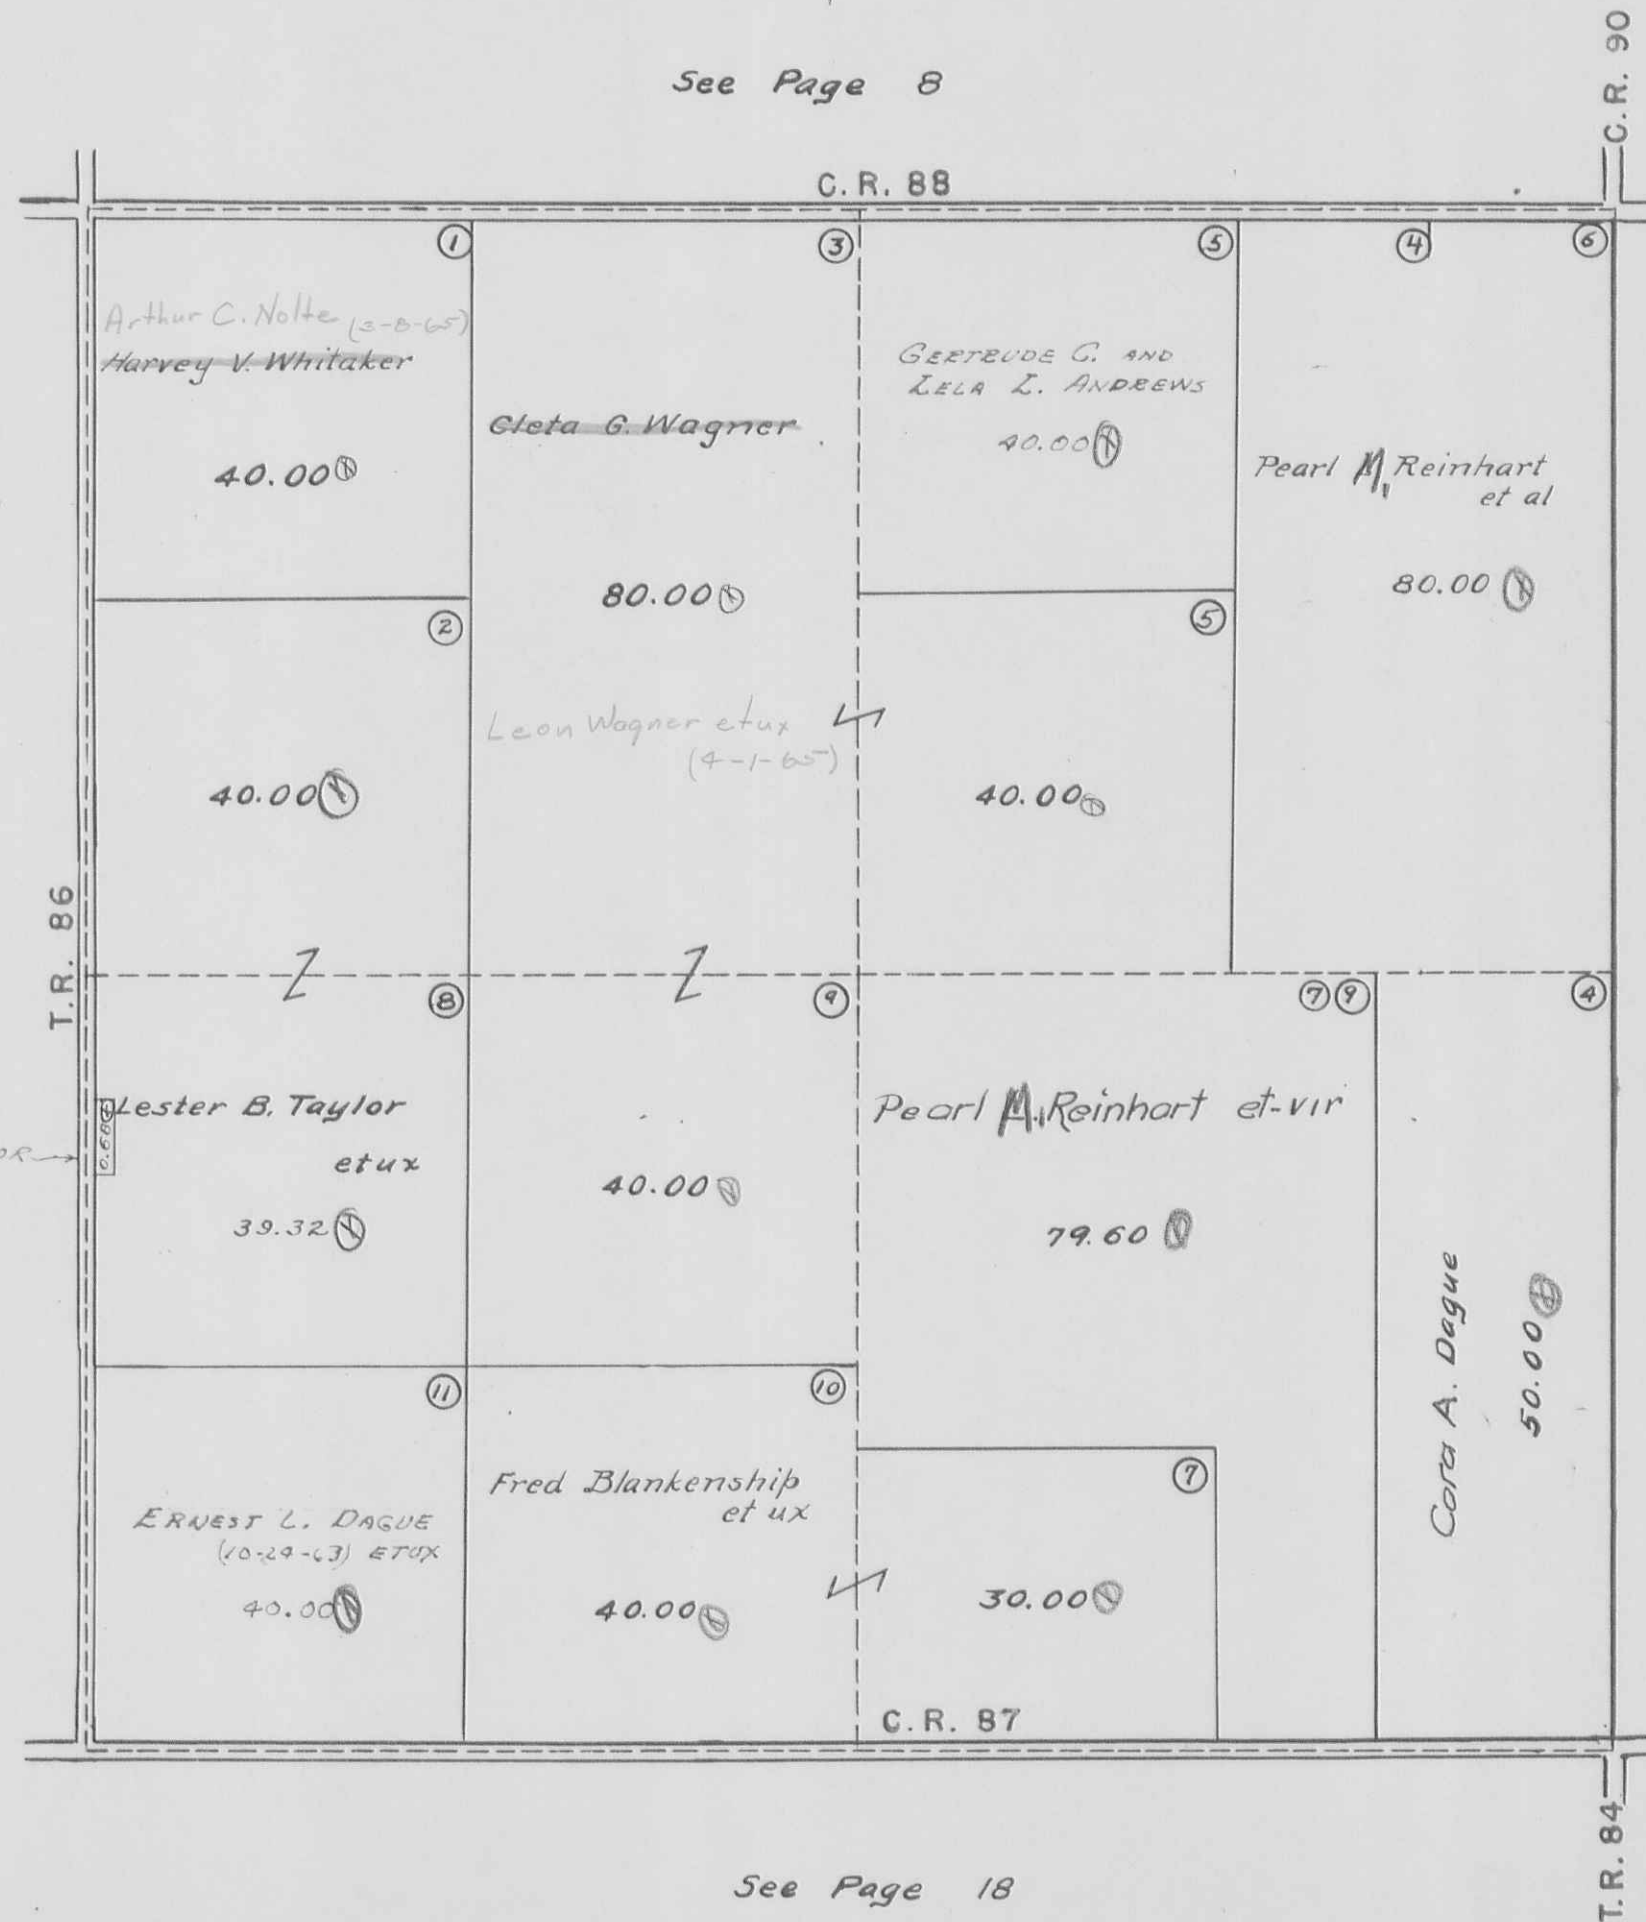 C.R. 90
See Page 8
C.R. 88
1
3
5
4
6
Arthur C. Nolte (3-8-65)
Harvey V. Whitaker
40.00
Cleta G. Wagner
80.00
Leon Wagner etux
(4-1-65)
GERTRUDE C. AND
LELA L. ANDREWS
40.00
Pearl M. Reinhart
et al
80.00
2
40.00
5
40.00
T.R. 86
8
9
7 9
4
Lester B. Taylor
etux
39.32
0.68
40.00
Pearl M. Reinhart et-vir
79.60
Cora A. Dague
50.00
11
10
7
ERNEST L. DAGUE
(10-24-63) ETUX
40.00
Fred Blankenship
et ux
40.00
30.00
C.R. 87
T.R. 84
See Page 18